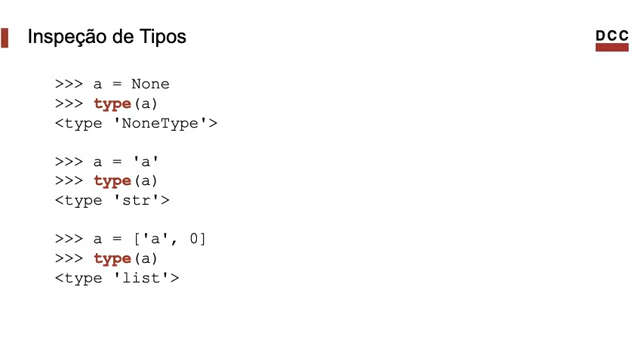 Inspeção de Tipos
DCC
>>> a = None
>>> type(a)
<type 'NoneType'>
>>> a = 'a'
>>> type(a)
<type 'str'>
>>> a = ['a', 0]
>>> type(a)
<type 'list'>